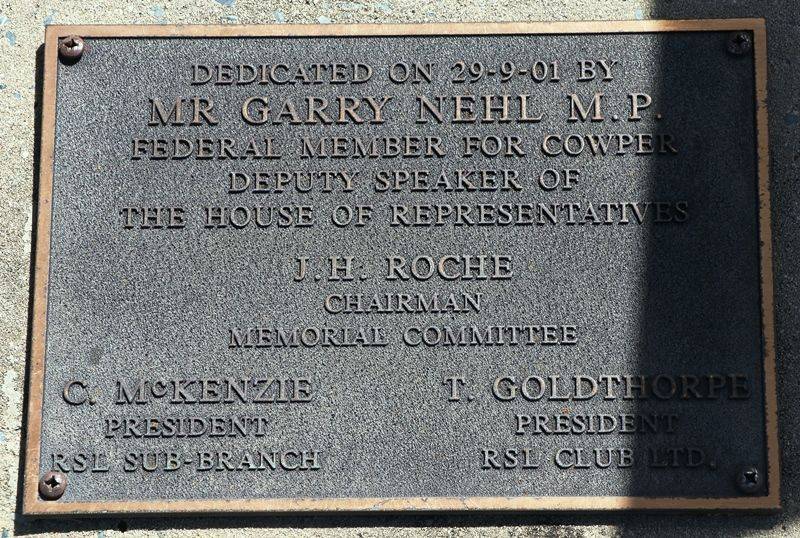 DEDICATED ON 29-9-01 BY
MR GARRY NEHL M.P.
FEDERAL MEMBER FOR COWPER
DEPUTY SPEAKER OF
THE HOUSE OF REPRESENTATIVES
J.H. ROCHE
CHAIRMAN
MEMORIAL COMMITTEE
C. McKENZIE
PRESIDENT
RSL SUB-BRANCH
T. GOLDTHORPE
PRESIDENT
RSL CLUB LTD.